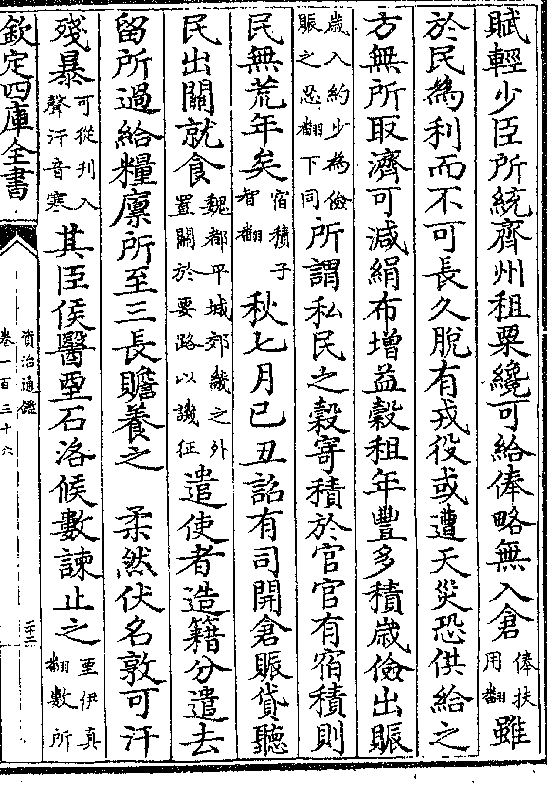 賦輕少臣所統齊州租粟纔可給俸略無入倉俸扶用翻雖
於民為利而不可長久脫有戎役或遭天災恐供給之
方無所取濟可減絹布增益穀租年豐多積歲儉出賑
歲入約少為儉賑之忍翻下同所謂私民之穀寄積於官官有宿積則
民無荒年矣宿積子智翻 秋七月己丑詔有司開倉賑貸聽
民出關就食魏都平城郊畿之外置關於要路以譏征遣使者造籍分遣去
留所過給糧廩所至三長贍養之 柔然伏名敦可汗
殘暴可從刋入聲汗音寒其臣侯醫垔石洛候數諫止之垔伊真翻數所
欽定四庫全書
資治通鑑
卷一百三十六
二十三